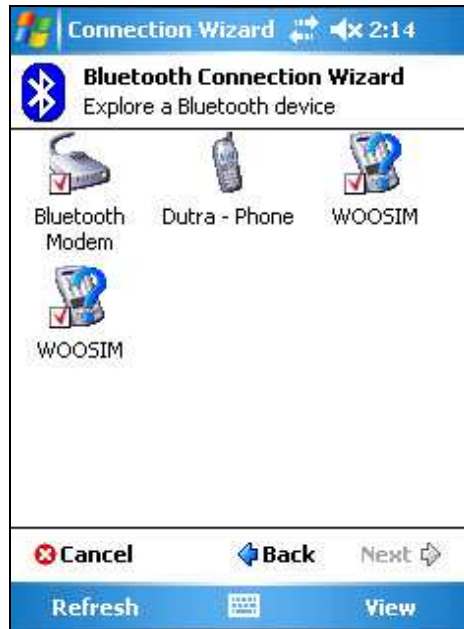 Connection Wizard 2:14
Bluetooth Connection Wizard
Explore a Bluetooth device
Bluetooth Modem
Dutra - Phone
WOOSIM
WOOSIM
Cancel Back Next
Refresh View